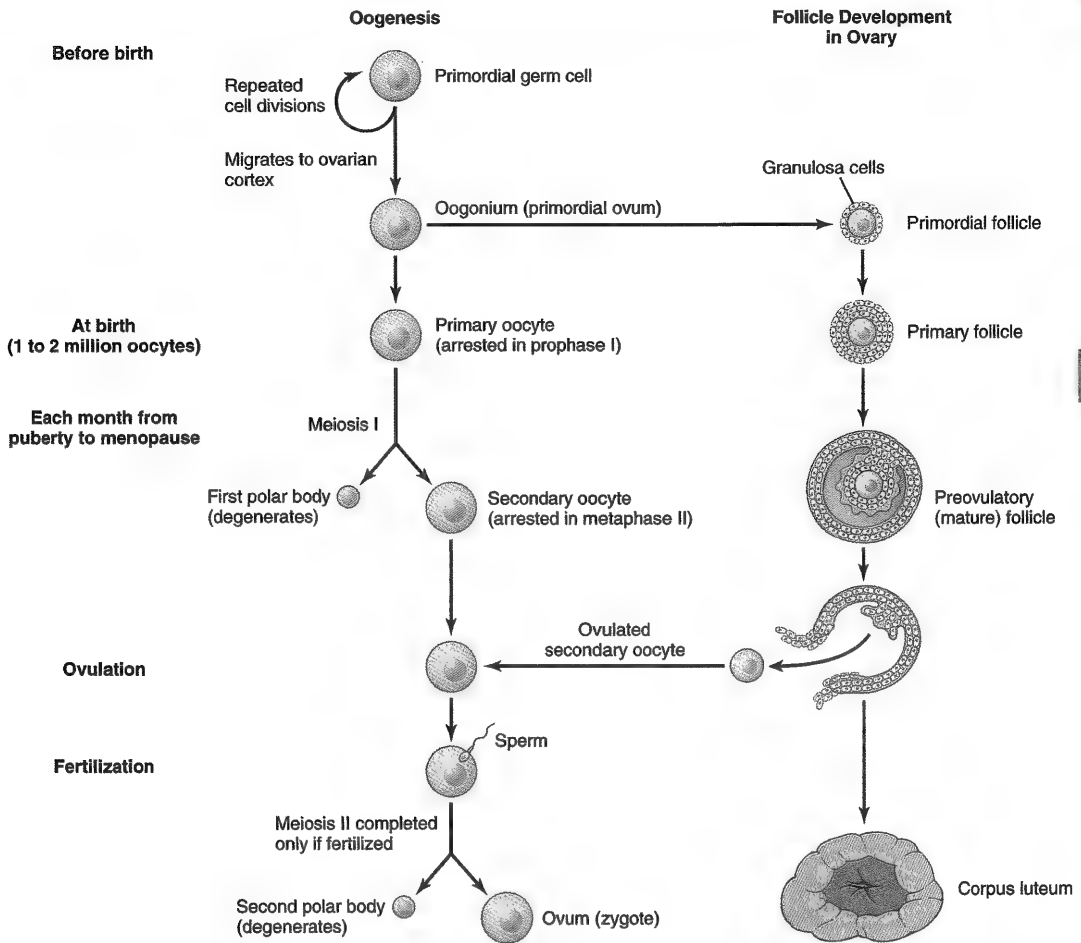 Oogenesis
Follicle Development
in Ovary
Before birth
Primordial germ cell
Repeated
cell divisions
Migrates to ovarian
cortex
Granulosa cells
Oogonium (primordial ovum)
Primordial follicle
At birth
(1 to 2 million oocytes)
Primary oocyte
(arrested in prophase I)
Primary follicle
Each month from
puberty to menopause
Meiosis I
First polar body
(degenerates)
Secondary oocyte
(arrested in metaphase II)
Preovulatory
(mature) follicle
Ovulation
Ovulated
secondary oocyte
Fertilization
Sperm
Meiosis II completed
only if fertilized
Second polar body
(degenerates)
Ovum (zygote)
Corpus luteum